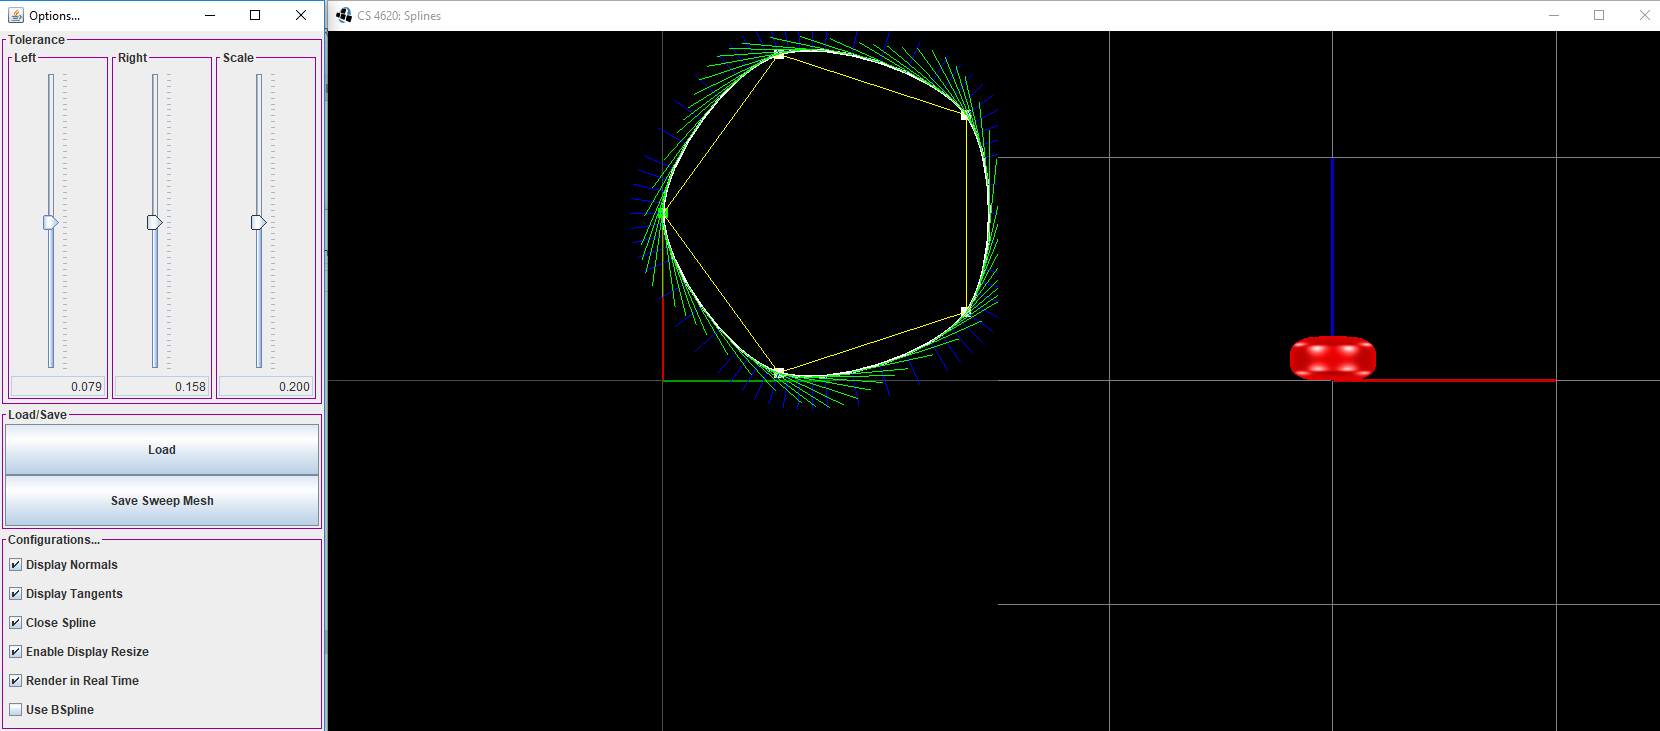 Options...
CS 4620: Splines
Tolerance
Left
Right
Scale
0.079
0.158
0.200
Load/Save
Load
Save Sweep Mesh
Configurations...
Display Normals
Display Tangents
Close Spline
Enable Display Resize
Render in Real Time
Use BSpline